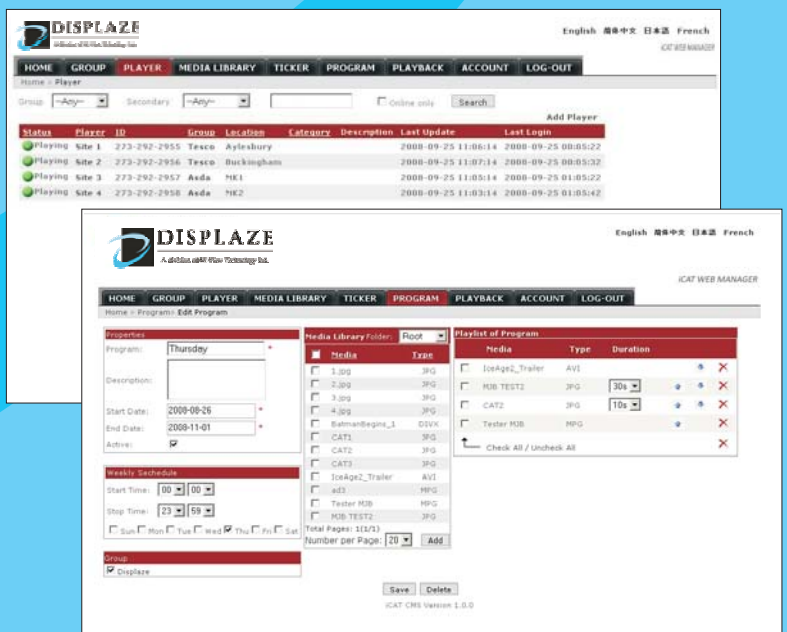 DISPLAZE
English 简体中文 日本語 French
iCAT WEB MANAGER
HOME GROUP PLAYER MEDIA LIBRARY TICKER PROGRAM PLAYBACK ACCOUNT LOG-OUT
Home > Player
Group --Any-- Secondary --Any-- Online only Search
Add Player
Status Player ID Group Location Category Description Last Update Last Login
Playing Site 1 273-292-2955 Tesco Aylesbury 2008-09-25 11:06:14 2008-09-25 00:05:22
Playing Site 2 273-292-2956 Tesco Buckingham 2008-09-25 11:07:14 2008-09-25 00:05:32
Playing Site 3 273-292-2957 Asda MK1 2008-09-25 11:05:14 2008-09-25 01:05:22
Playing Site 4 273-292-2958 Asda MK2 2008-09-25 11:03:14 2008-09-25 01:05:42
DISPLAZE
English 简体中文 日本語 French
iCAT WEB MANAGER
HOME GROUP PLAYER MEDIA LIBRARY TICKER PROGRAM PLAYBACK ACCOUNT LOG-OUT
Home > Program> Edit Program
Properties
Program: Thursday *
Description:
Start Date: 2008-08-26 *
End Date: 2008-11-01 *
Active:
Weekly Sechedule
Start Time: 00 00
Stop Time: 23 59
Sun Mon Tue Wed Thu Fri Sat
Group
Displaze
Media Library Folder: Root
Media Type
1.jpg JPG
2.jpg JPG
3.jpg JPG
4.jpg JPG
BatmanBegins_1 DIVX
CAT1 JPG
CAT2 JPG
CAT3 JPG
IceAge2_Trailer AVI
ad3 MPG
Tester MJB MPG
MJB TEST2 JPG
Total Pages: 1(1/1)
Number per Page: 20 Add
Playlist of Program
Media Type Duration
IceAge2_Trailer AVI
MJB TEST2 JPG 30s
CAT2 JPG 10s
Tester MJB MPG
Check All / Uncheck All
Save Delete
iCAT CMS Version 1.0.0